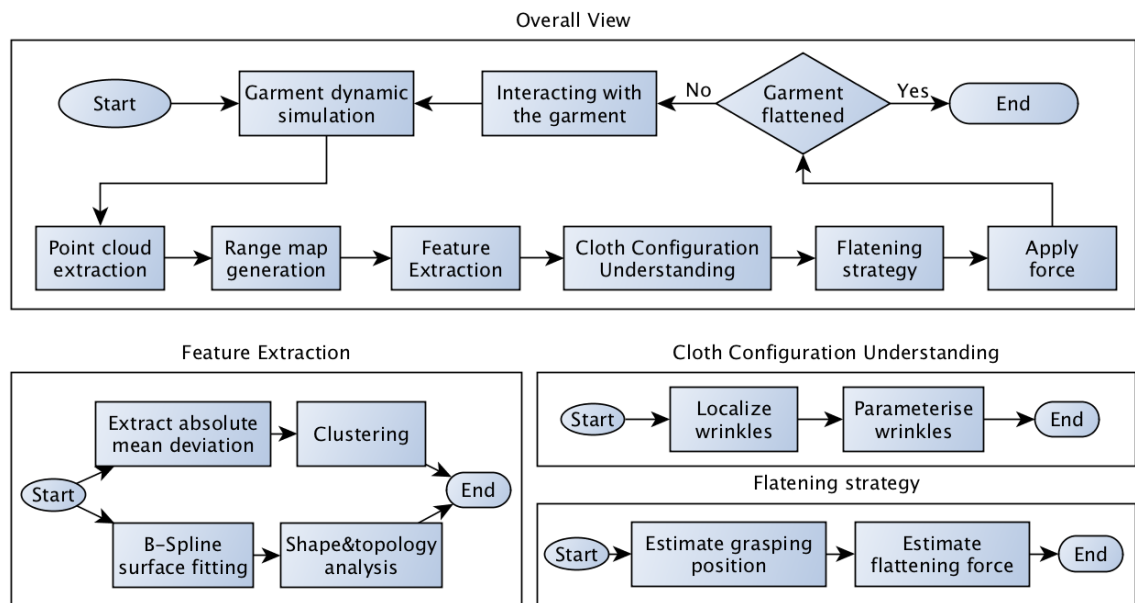 Overall View
Start
Garment dynamic
simulation
Interacting with
the garment
No
Garment
flattened
Yes
End
Point cloud
extraction
Range map
generation
Feature
Extraction
Cloth Configuration
Understanding
Flatening
strategy
Apply
force
Feature Extraction
Start
Extract absolute
mean deviation
Clustering
B-Spline
surface fitting
Shape&topology
analysis
End
Cloth Configuration Understanding
Start
Localize
wrinkles
Parameterise
wrinkles
End
Flatening strategy
Start
Estimate grasping
position
Estimate
flattening force
End